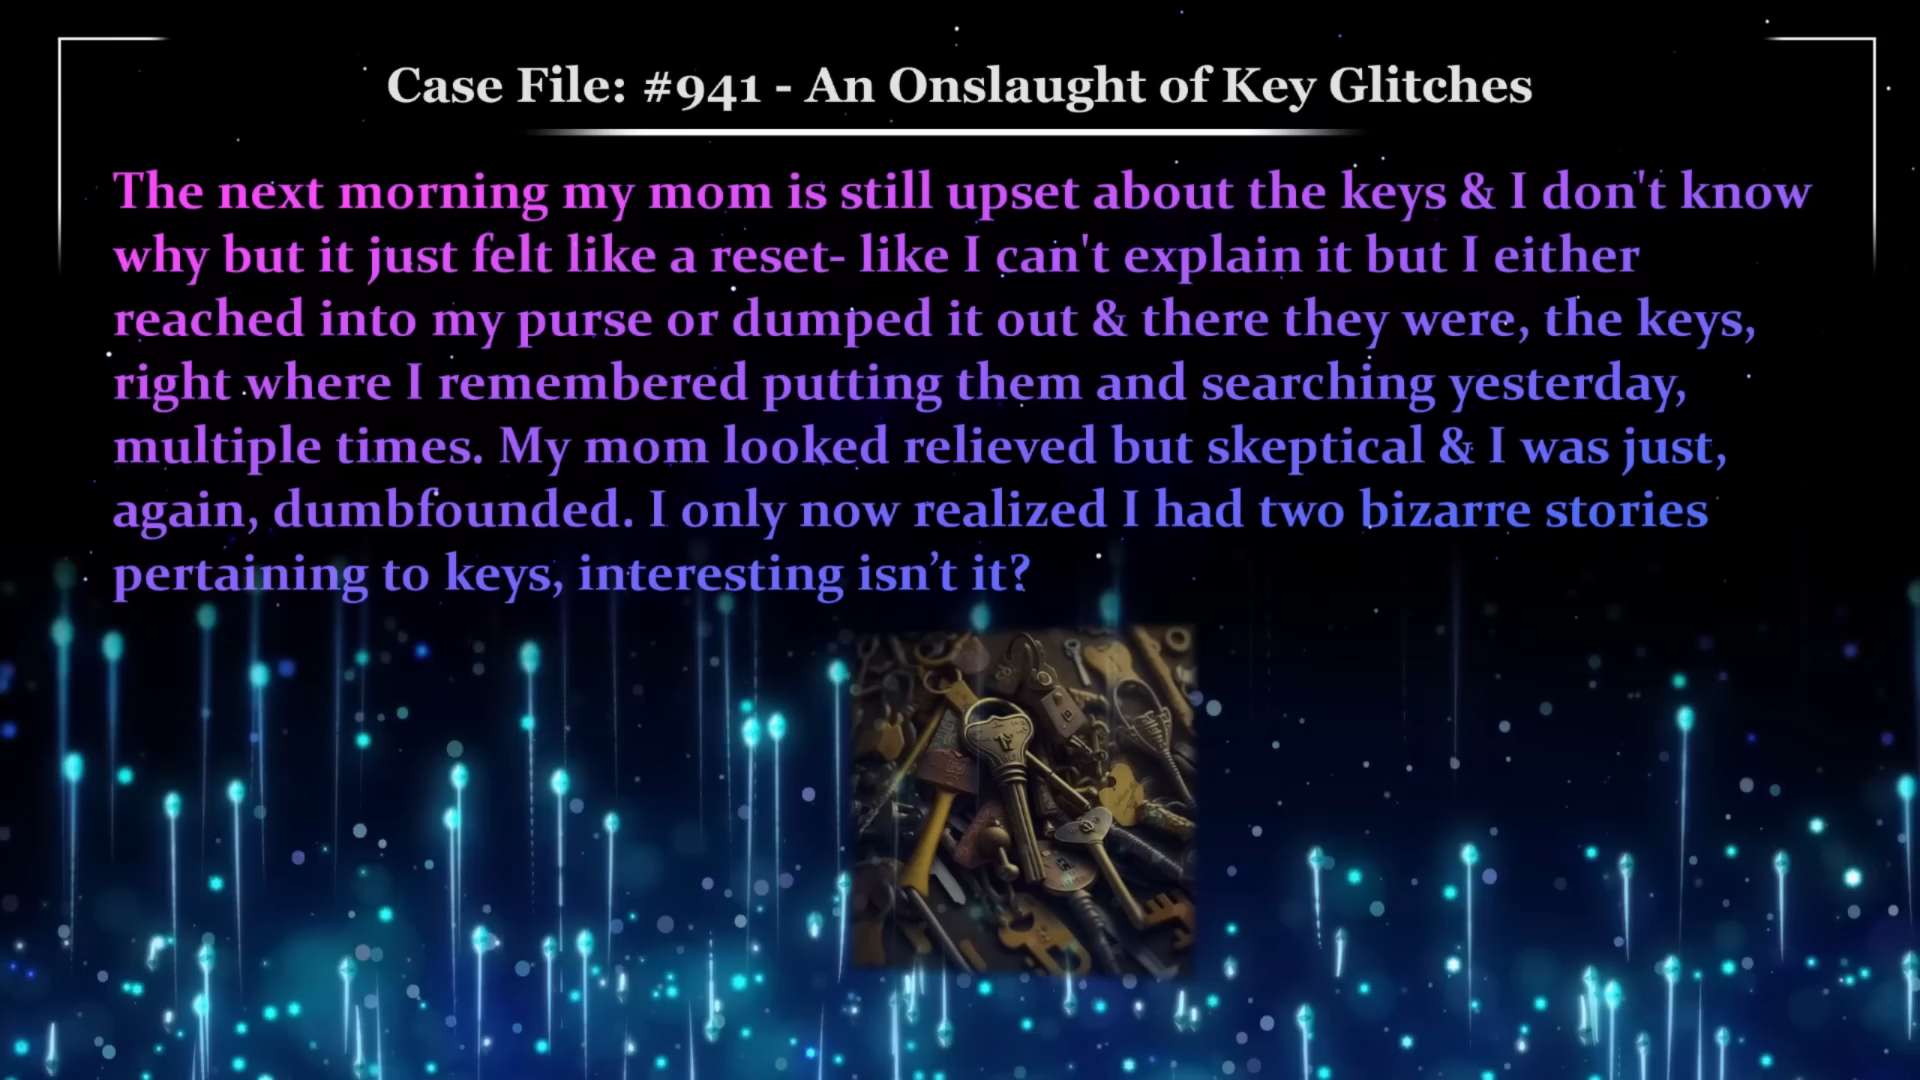 Case File: #941 - An Onslaught of Key Glitches
The next morning my mom is still upset about the keys & I don't know
why but it just felt like a reset- like I can't explain it but I either
reached into my purse or dumped it out & there they were, the keys,
right where I remembered putting them and searching yesterday,
multiple times. My mom looked relieved but skeptical & I was just,
again, dumbfounded. I only now realized I had two bizarre stories
pertaining to keys, interesting isn’t it?